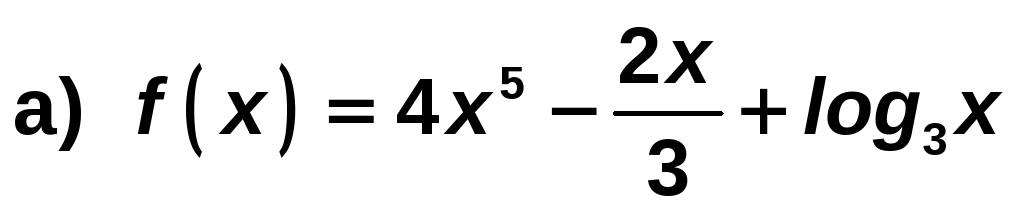 a) f(x) = 4x⁵ − 2x/3 + log₃x